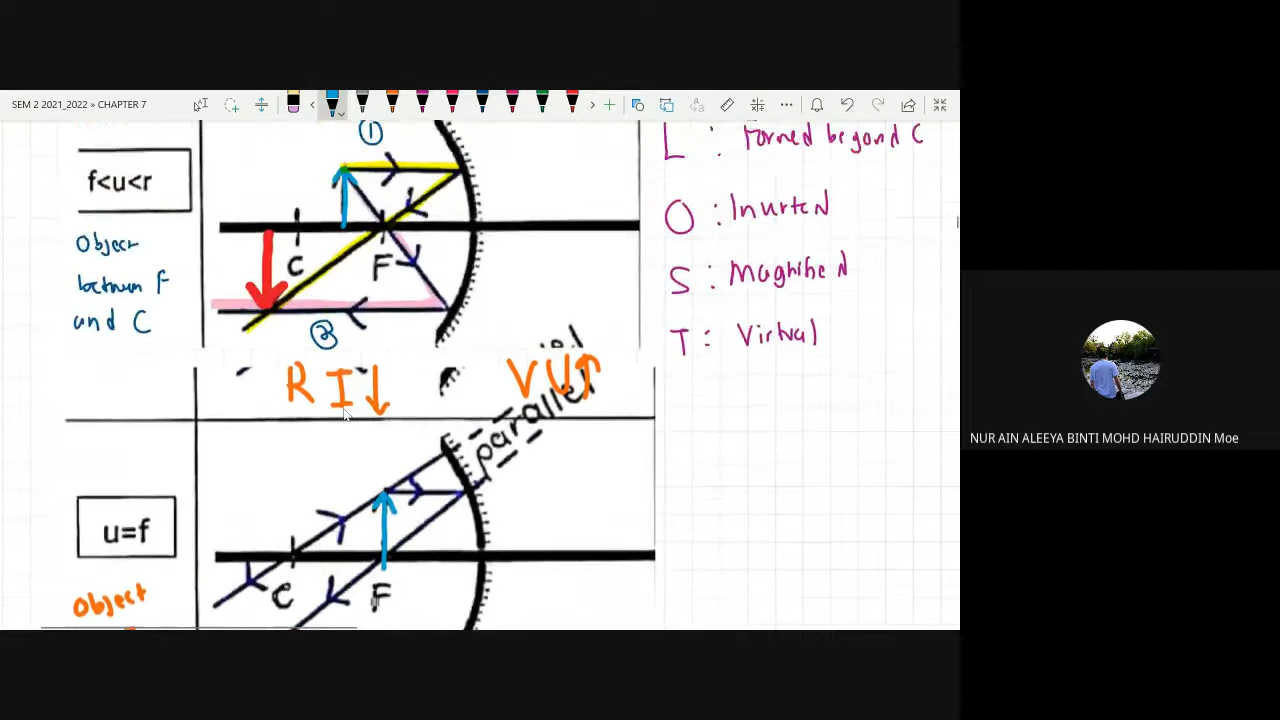 SEM 2 2021_2022 » CHAPTER 7
①
f<u<r
Object
between F
and C
C
F
②
L : Formed beyond C
O : Inverted
S : Magnified
T : Virtual
R I ↓
V U ↑
parallel
u=f
Object
C
F
NUR AIN ALEEYA BINTI MOHD HAIRUDDIN Moe